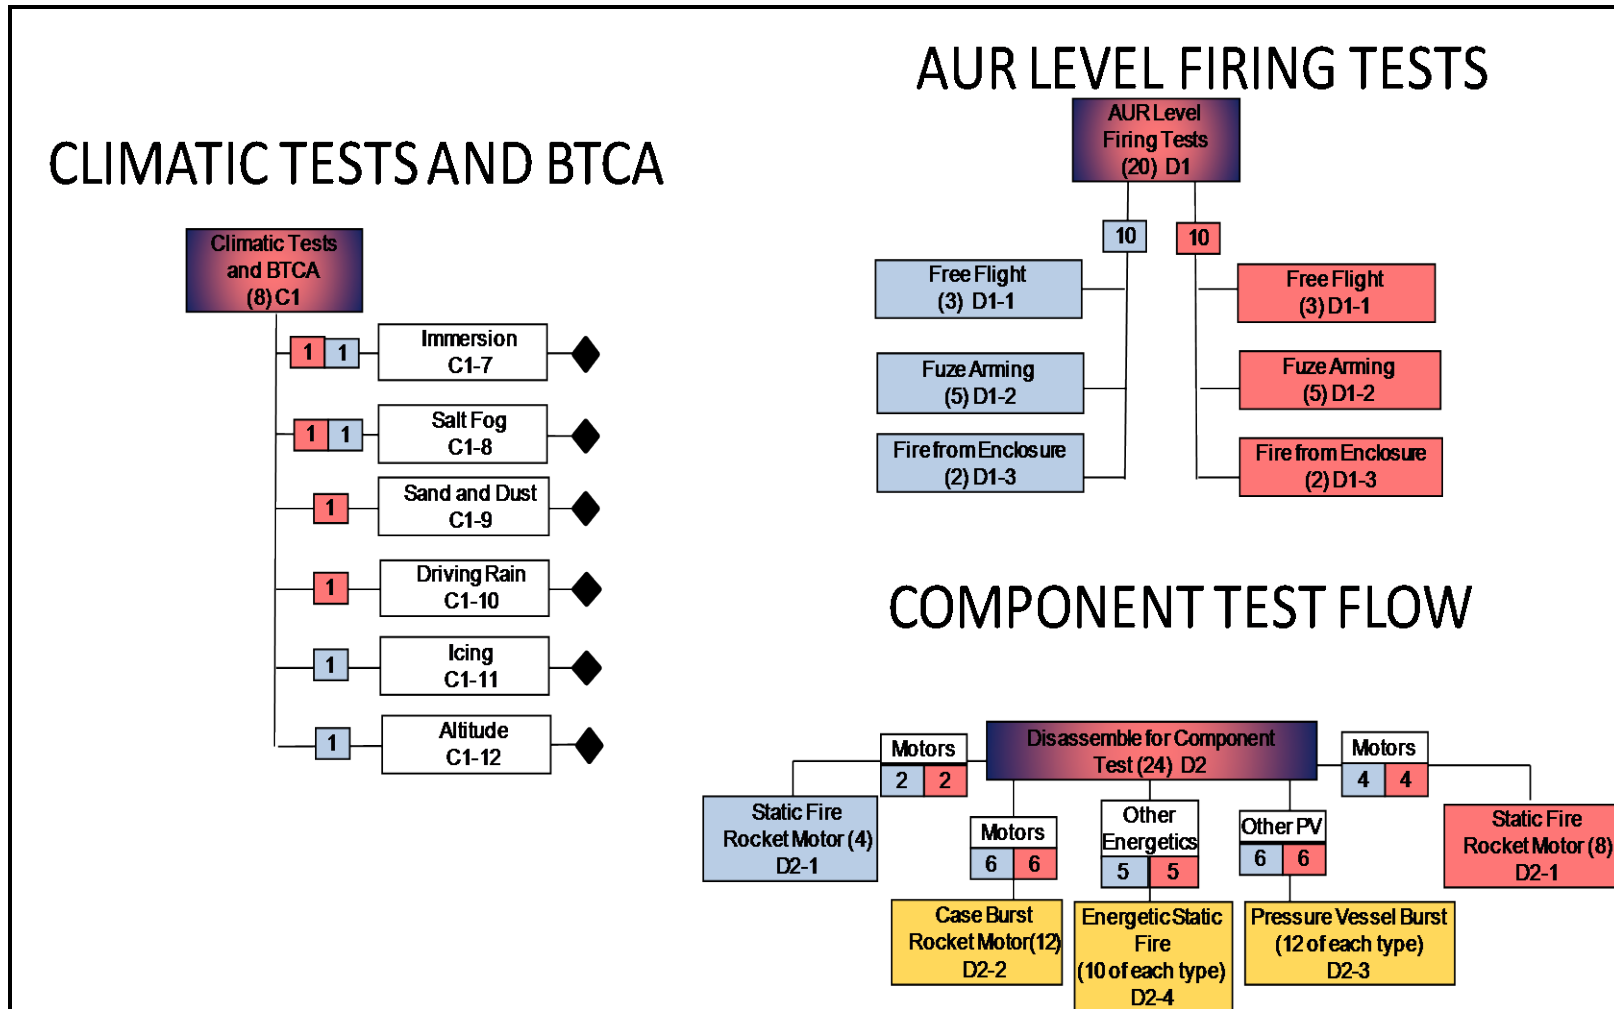 CLIMATIC TESTS AND BTCA
Climatic Tests
and BTCA
(8) C1
1 1
Immersion
C1-7
1 1
Salt Fog
C1-8
1
Sand and Dust
C1-9
1
Driving Rain
C1-10
1
Icing
C1-11
1
Altitude
C1-12
AUR LEVEL FIRING TESTS
AUR Level
Firing Tests
(20) D1
10
10
Free Flight
(3) D1-1
Fuze Arming
(5) D1-2
Fire from Enclosure
(2) D1-3
Free Flight
(3) D1-1
Fuze Arming
(5) D1-2
Fire from Enclosure
(2) D1-3
COMPONENT TEST FLOW
Disassemble for Component
Test (24) D2
Motors
2 2
Static Fire
Rocket Motor (4)
D2-1
Motors
6 6
Case Burst
Rocket Motor(12)
D2-2
Other
Energetics
5 5
Energetic Static
Fire
(10 of each type)
D2-4
Other PV
6 6
Pressure Vessel Burst
(12 of each type)
D2-3
Motors
4 4
Static Fire
Rocket Motor (8)
D2-1